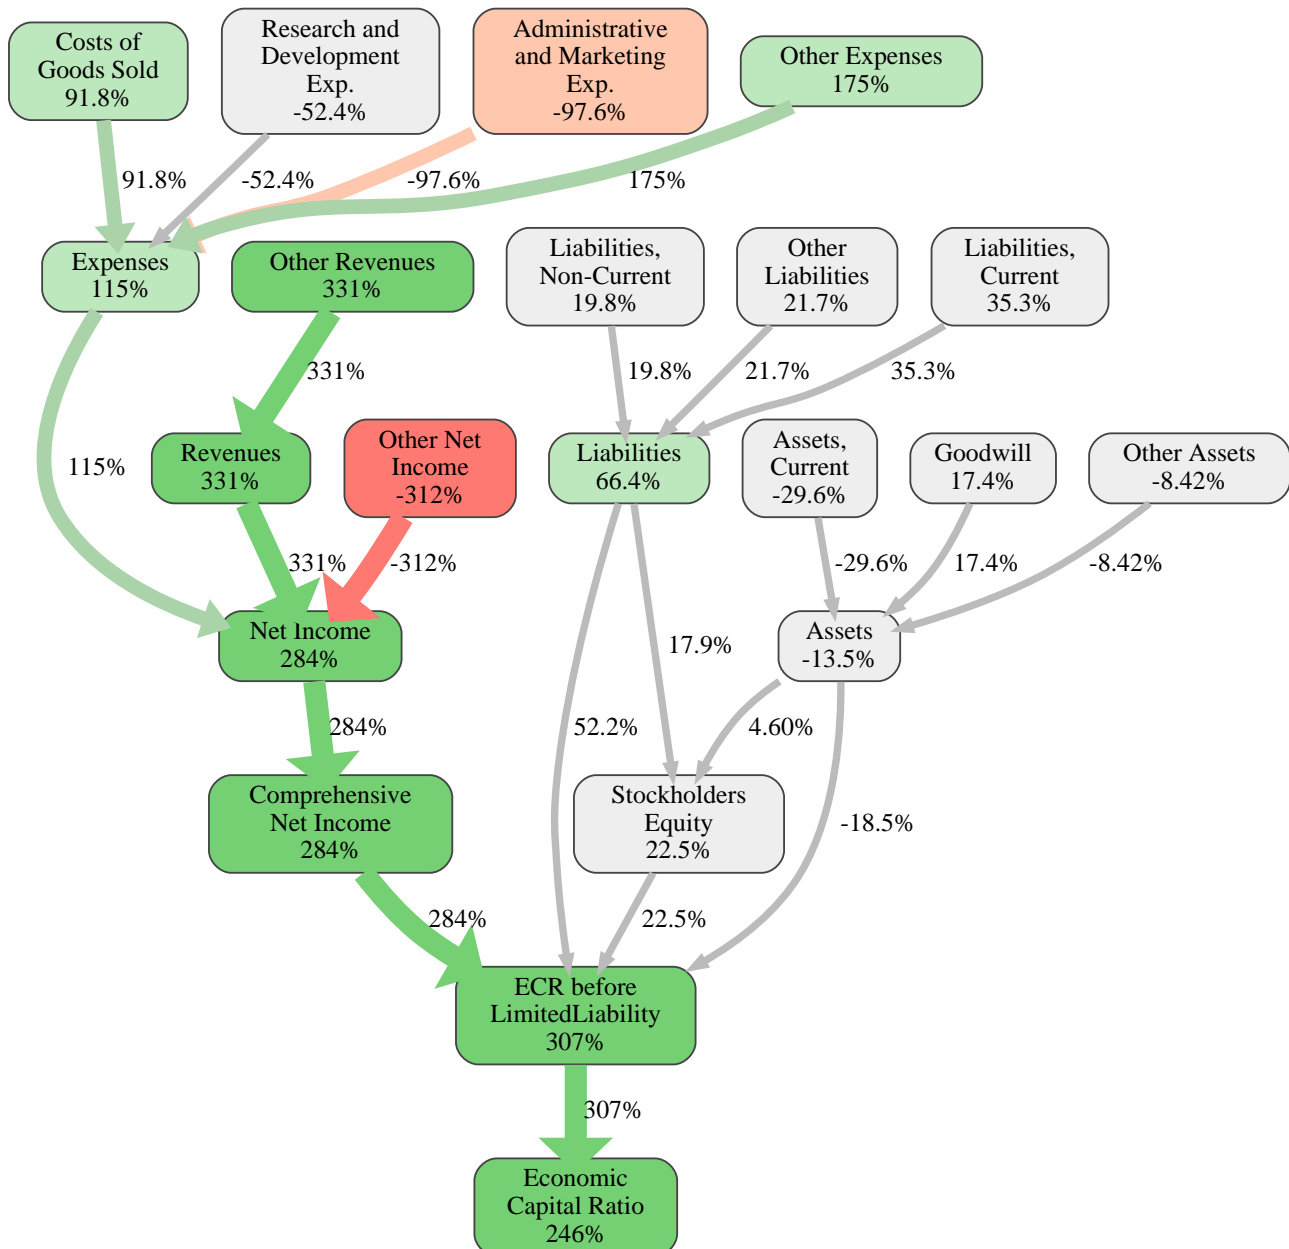 Costs of
Goods Sold
91.8%
Research and
Development
Exp.
-52.4%
Administrative
and Marketing
Exp.
-97.6%
Other Expenses
175%
91.8%
-52.4%
-97.6%
175%
Expenses
115%
Other Revenues
331%
Liabilities,
Non-Current
19.8%
Other
Liabilities
21.7%
Liabilities,
Current
35.3%
331%
19.8%
21.7%
35.3%
115%
Revenues
331%
Other Net
Income
-312%
Liabilities
66.4%
Assets,
Current
-29.6%
Goodwill
17.4%
Other Assets
-8.42%
331%
-312%
-29.6%
17.4%
-8.42%
Net Income
284%
17.9%
Assets
-13.5%
284%
52.2%
4.60%
Comprehensive
Net Income
284%
Stockholders
Equity
22.5%
-18.5%
284%
22.5%
ECR before
LimitedLiability
307%
307%
Economic
Capital Ratio
246%